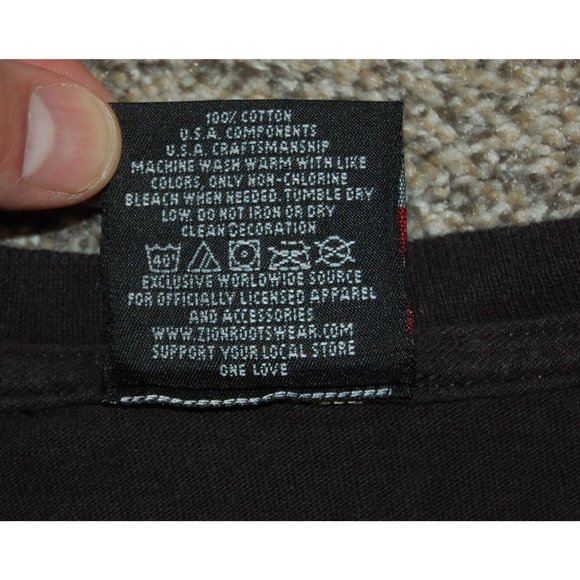 100% COTTON
U.S.A. COMPONENTS
U.S.A. CRAFTSMANSHIP
MACHINE WASH WARM WITH LIKE
COLORS, ONLY NON-CHLORINE
BLEACH WHEN NEEDED, TUMBLE DRY
LOW, DO NOT IRON OR DRY
CLEAN DECORATION
40
EXCLUSIVE WORLDWIDE SOURCE
FOR OFFICIALLY LICENSED APPAREL
AND ACCESSORIES
WWW.ZIONROOTSWEAR.COM
SUPPORT YOUR LOCAL STORE
ONE LOVE